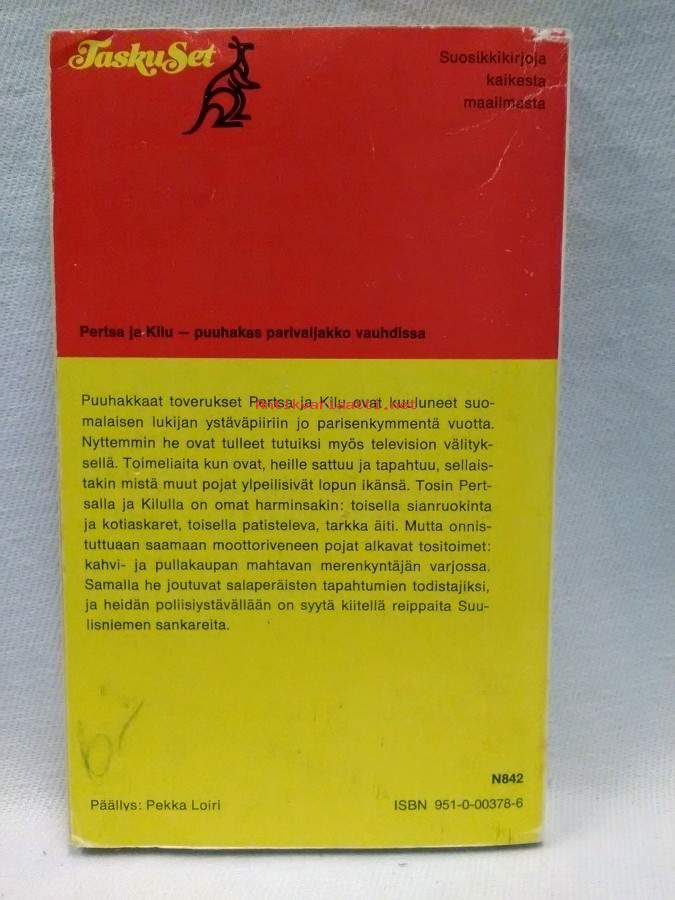 TaskuSet
Suosikkikirjoja
kaikesta
maailmasta
Pertsa ja Kilu — puuhakas parivaljakko vauhdissa
Puuhakkaat toverukset Pertsa ja Kilu ovat kuuluneet suo-
antikvariaatti.net
malaisen lukijan ystäväpiiriin jo parisenkymmentä vuotta.
Nyttemmin he ovat tulleet tutuiksi myös television välityk-
sellä. Toimeliaita kun ovat, heille sattuu ja tapahtuu, sellais-
takin mistä muut pojat ylpeilisivät lopun ikänsä. Tosin Pert-
salla ja Kilulla on omat harminsakin: toisella sianruokinta
ja kotiaskaret, toisella patisteleva, tarkka äiti. Mutta onnis-
tuttuaan saamaan moottoriveneen pojat alkavat tositoimet:
kahvi- ja pullakaupan mahtavan merenkyntäjän varjossa.
Samalla he joutuvat salaperäisten tapahtumien todistajiksi,
ja heidän poliisiystävällään on syytä kiitellä reippaita Suu-
lisniemen sankareita.
N842
Päällys: Pekka Loiri
ISBN 951-0-00378-6